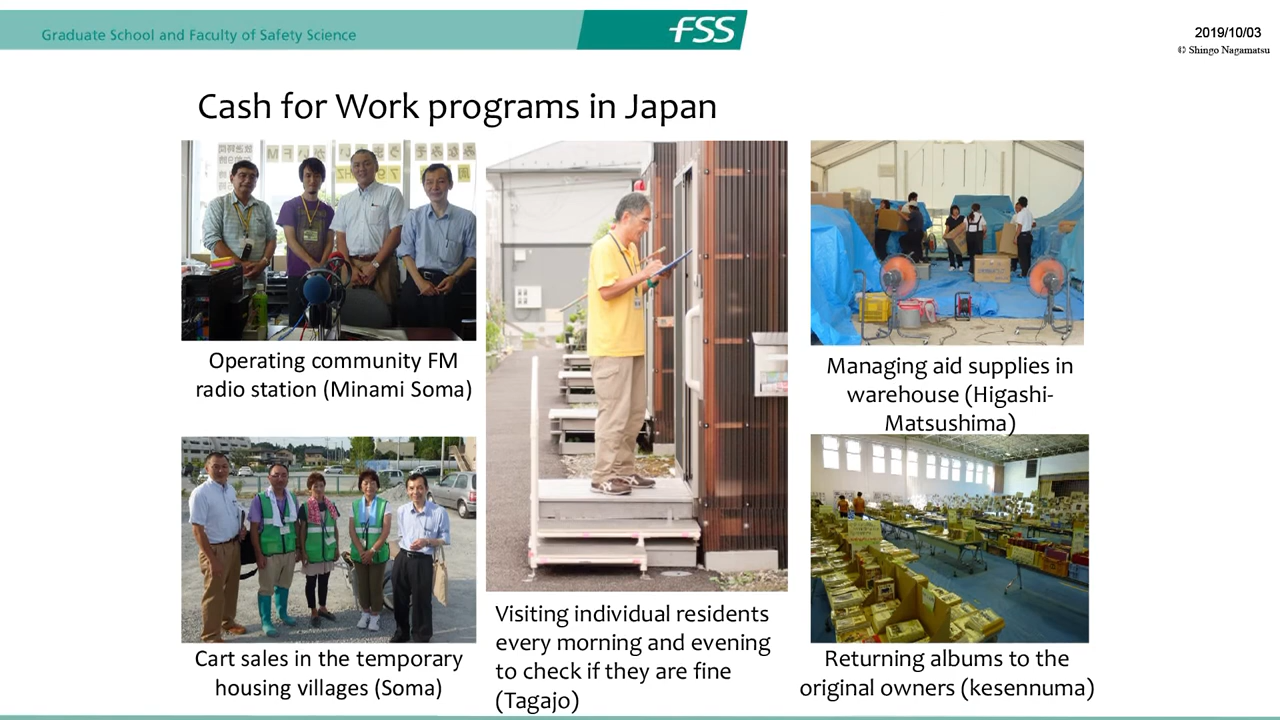 Graduate School and Faculty of Safety Science
FSS
2019/10/03
© Shingo Nagamatsu
Cash for Work programs in Japan
Operating community FM
radio station (Minami Soma)
Cart sales in the temporary
housing villages (Soma)
Visiting individual residents
every morning and evening
to check if they are fine
(Tagajo)
Managing aid supplies in
warehouse (Higashi-
Matsushima)
Returning albums to the
original owners (kesennuma)